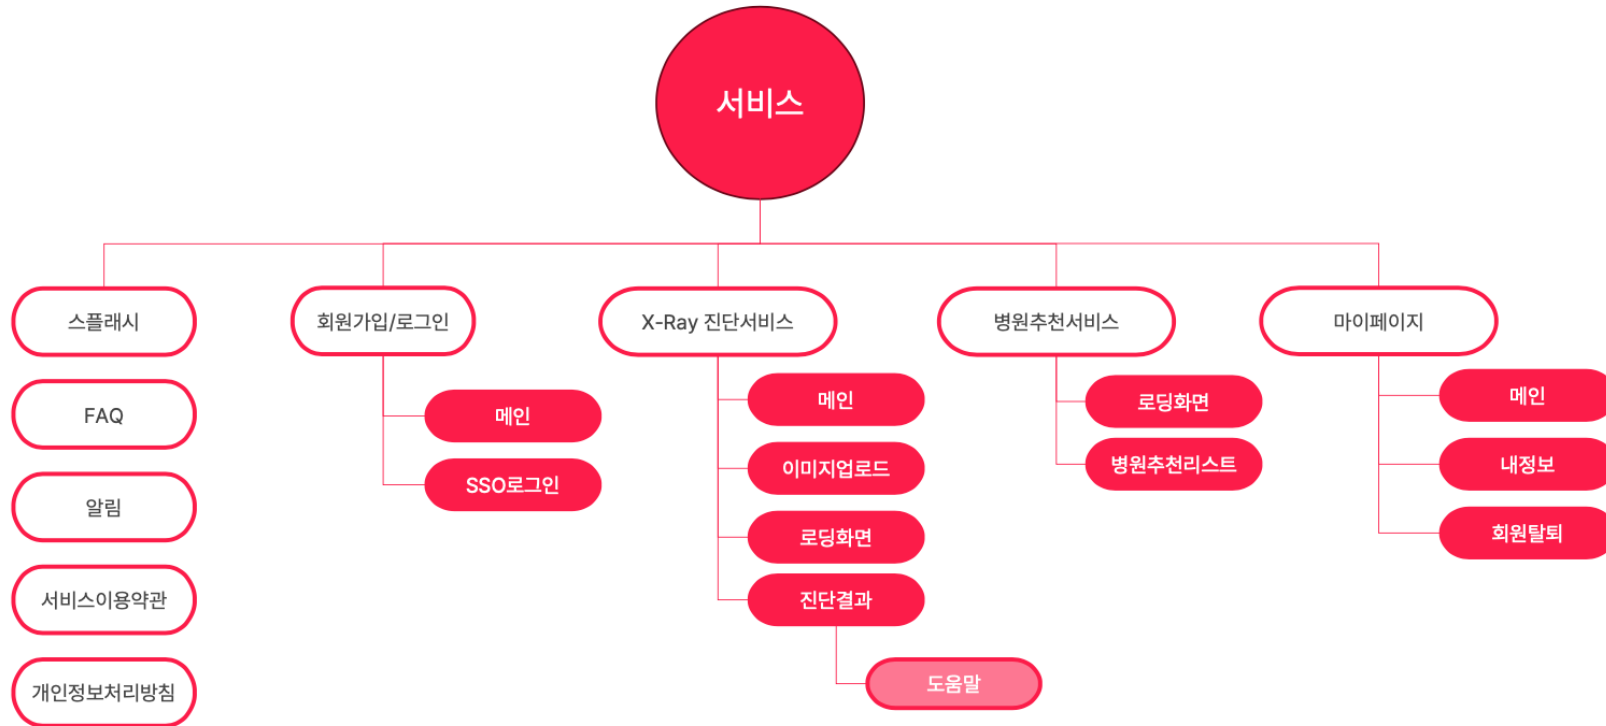 서비스
스플래시
FAQ
알림
서비스이용약관
개인정보처리방침
회원가입/로그인
메인
SSO로그인
X-Ray 진단서비스
메인
이미지업로드
로딩화면
진단결과
도움말
병원추천서비스
로딩화면
병원추천리스트
마이페이지
메인
내정보
회원탈퇴